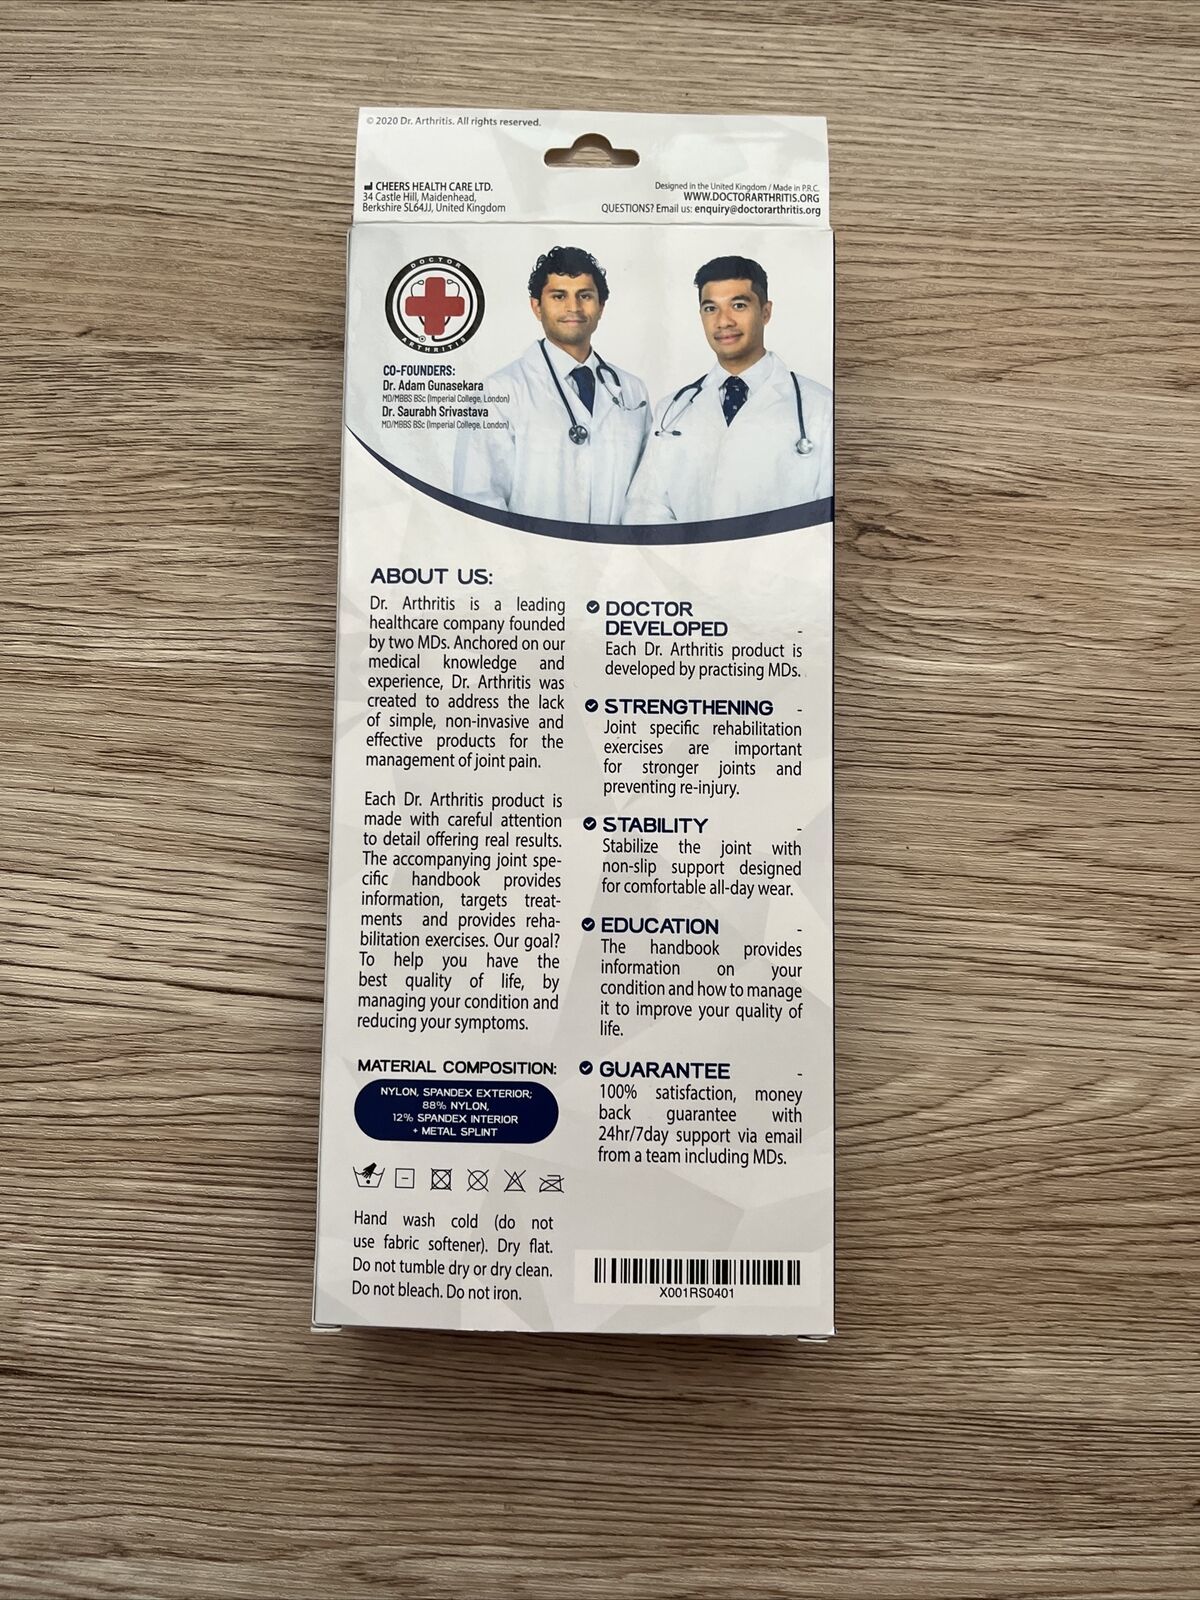 © 2020 Dr. Arthritis. All rights reserved.
CHEERS HEALTH CARE LTD.
34 Castle Hill, Maidenhead,
Berkshire SL64JJ, United Kingdom
Designed in the United Kingdom / Made in P.R.C.
WWW.DOCTORARTHRITIS.ORG
QUESTIONS? Email us: enquiry@doctorarthritis.org
DOCTOR
ARTHRITIS
CO-FOUNDERS:
Dr. Adam Gunasekara
MD/MBBS BSc (Imperial College, London)
Dr. Saurabh Srivastava
MD/MBBS BSc (Imperial College, London)
ABOUT US:
Dr. Arthritis is a leading
healthcare company founded
by two MDs. Anchored on our
medical knowledge and
experience, Dr. Arthritis was
created to address the lack
of simple, non-invasive and
effective products for the
management of joint pain.
Each Dr. Arthritis product is
made with careful attention
to detail offering real results.
The accompanying joint spe-
cific handbook provides
information, targets treat-
ments and provides reha-
bilitation exercises. Our goal?
To help you have the
best quality of life, by
managing your condition and
reducing your symptoms.
MATERIAL COMPOSITION:
NYLON, SPANDEX EXTERIOR;
88% NYLON,
12% SPANDEX INTERIOR
+ METAL SPLINT
Hand wash cold (do not
use fabric softener). Dry flat.
Do not tumble dry or dry clean.
Do not bleach. Do not iron.
DOCTOR
DEVELOPED -
Each Dr. Arthritis product is
developed by practising MDs.
STRENGTHENING -
Joint specific rehabilitation
exercises are important
for stronger joints and
preventing re-injury.
STABILITY -
Stabilize the joint with
non-slip support designed
for comfortable all-day wear.
EDUCATION -
The handbook provides
information on your
condition and how to manage
it to improve your quality of
life.
GUARANTEE -
100% satisfaction, money
back guarantee with
24hr/7day support via email
from a team including MDs.
X001RS0401